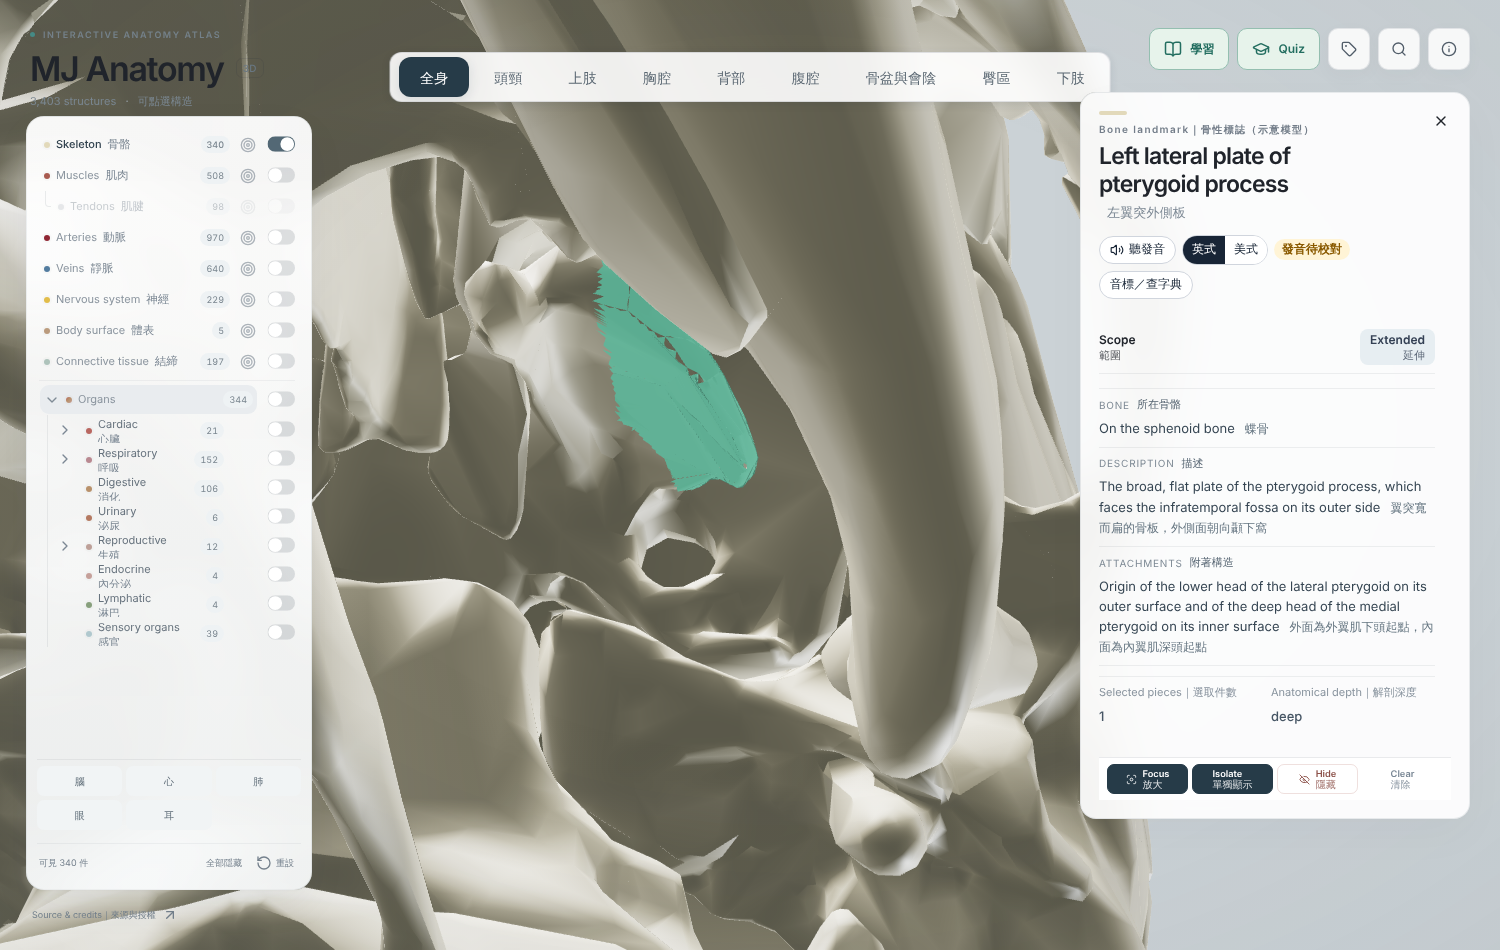 INTERACTIVE ANATOMY ATLAS
MJ Anatomy
3,403 structures · 可點選構造
全身 頭頸 上肢 胸腔 背部 腹腔 骨盆與會陰 臀區 下肢
學習 Quiz
Skeleton 骨骼 340
Muscles 肌肉 508
Tendons 肌腱 98
Arteries 動脈 970
Veins 靜脈 640
Nervous system 神經 229
Body surface 體表 5
Connective tissue 結締 197
Organs 344
Cardiac 21
心臟
Respiratory 152
呼吸
Digestive 106
消化
Urinary 6
泌尿
Reproductive 12
生殖
Endocrine 4
內分泌
Lymphatic 4
淋巴
Sensory organs 39
感官
腦 心 肺
眼 耳
可見 340 件 全部隱藏 重設
Source & credits | 來源與授權
Bone landmark | 骨性標誌（示意模型）
Left lateral plate of
pterygoid process
左翼突外側板
聽發音 英式 美式 發音待校對
音標／查字典
Scope
範圍
Extended
延伸
BONE 所在骨骼
On the sphenoid bone 蝶骨
DESCRIPTION 描述
The broad, flat plate of the pterygoid process, which
faces the infratemporal fossa on its outer side 翼突寬
而扁的骨板，外側面朝向顳下窩
ATTACHMENTS 附著構造
Origin of the lower head of the lateral pterygoid on its
outer surface and of the deep head of the medial
pterygoid on its inner surface 外面為外翼肌下頭起點，內
面為內翼肌深頭起點
Selected pieces | 選取件數 Anatomical depth | 解剖深度
1 deep
Focus
放大
Isolate
單獨顯示
Hide
隱藏
Clear
清除